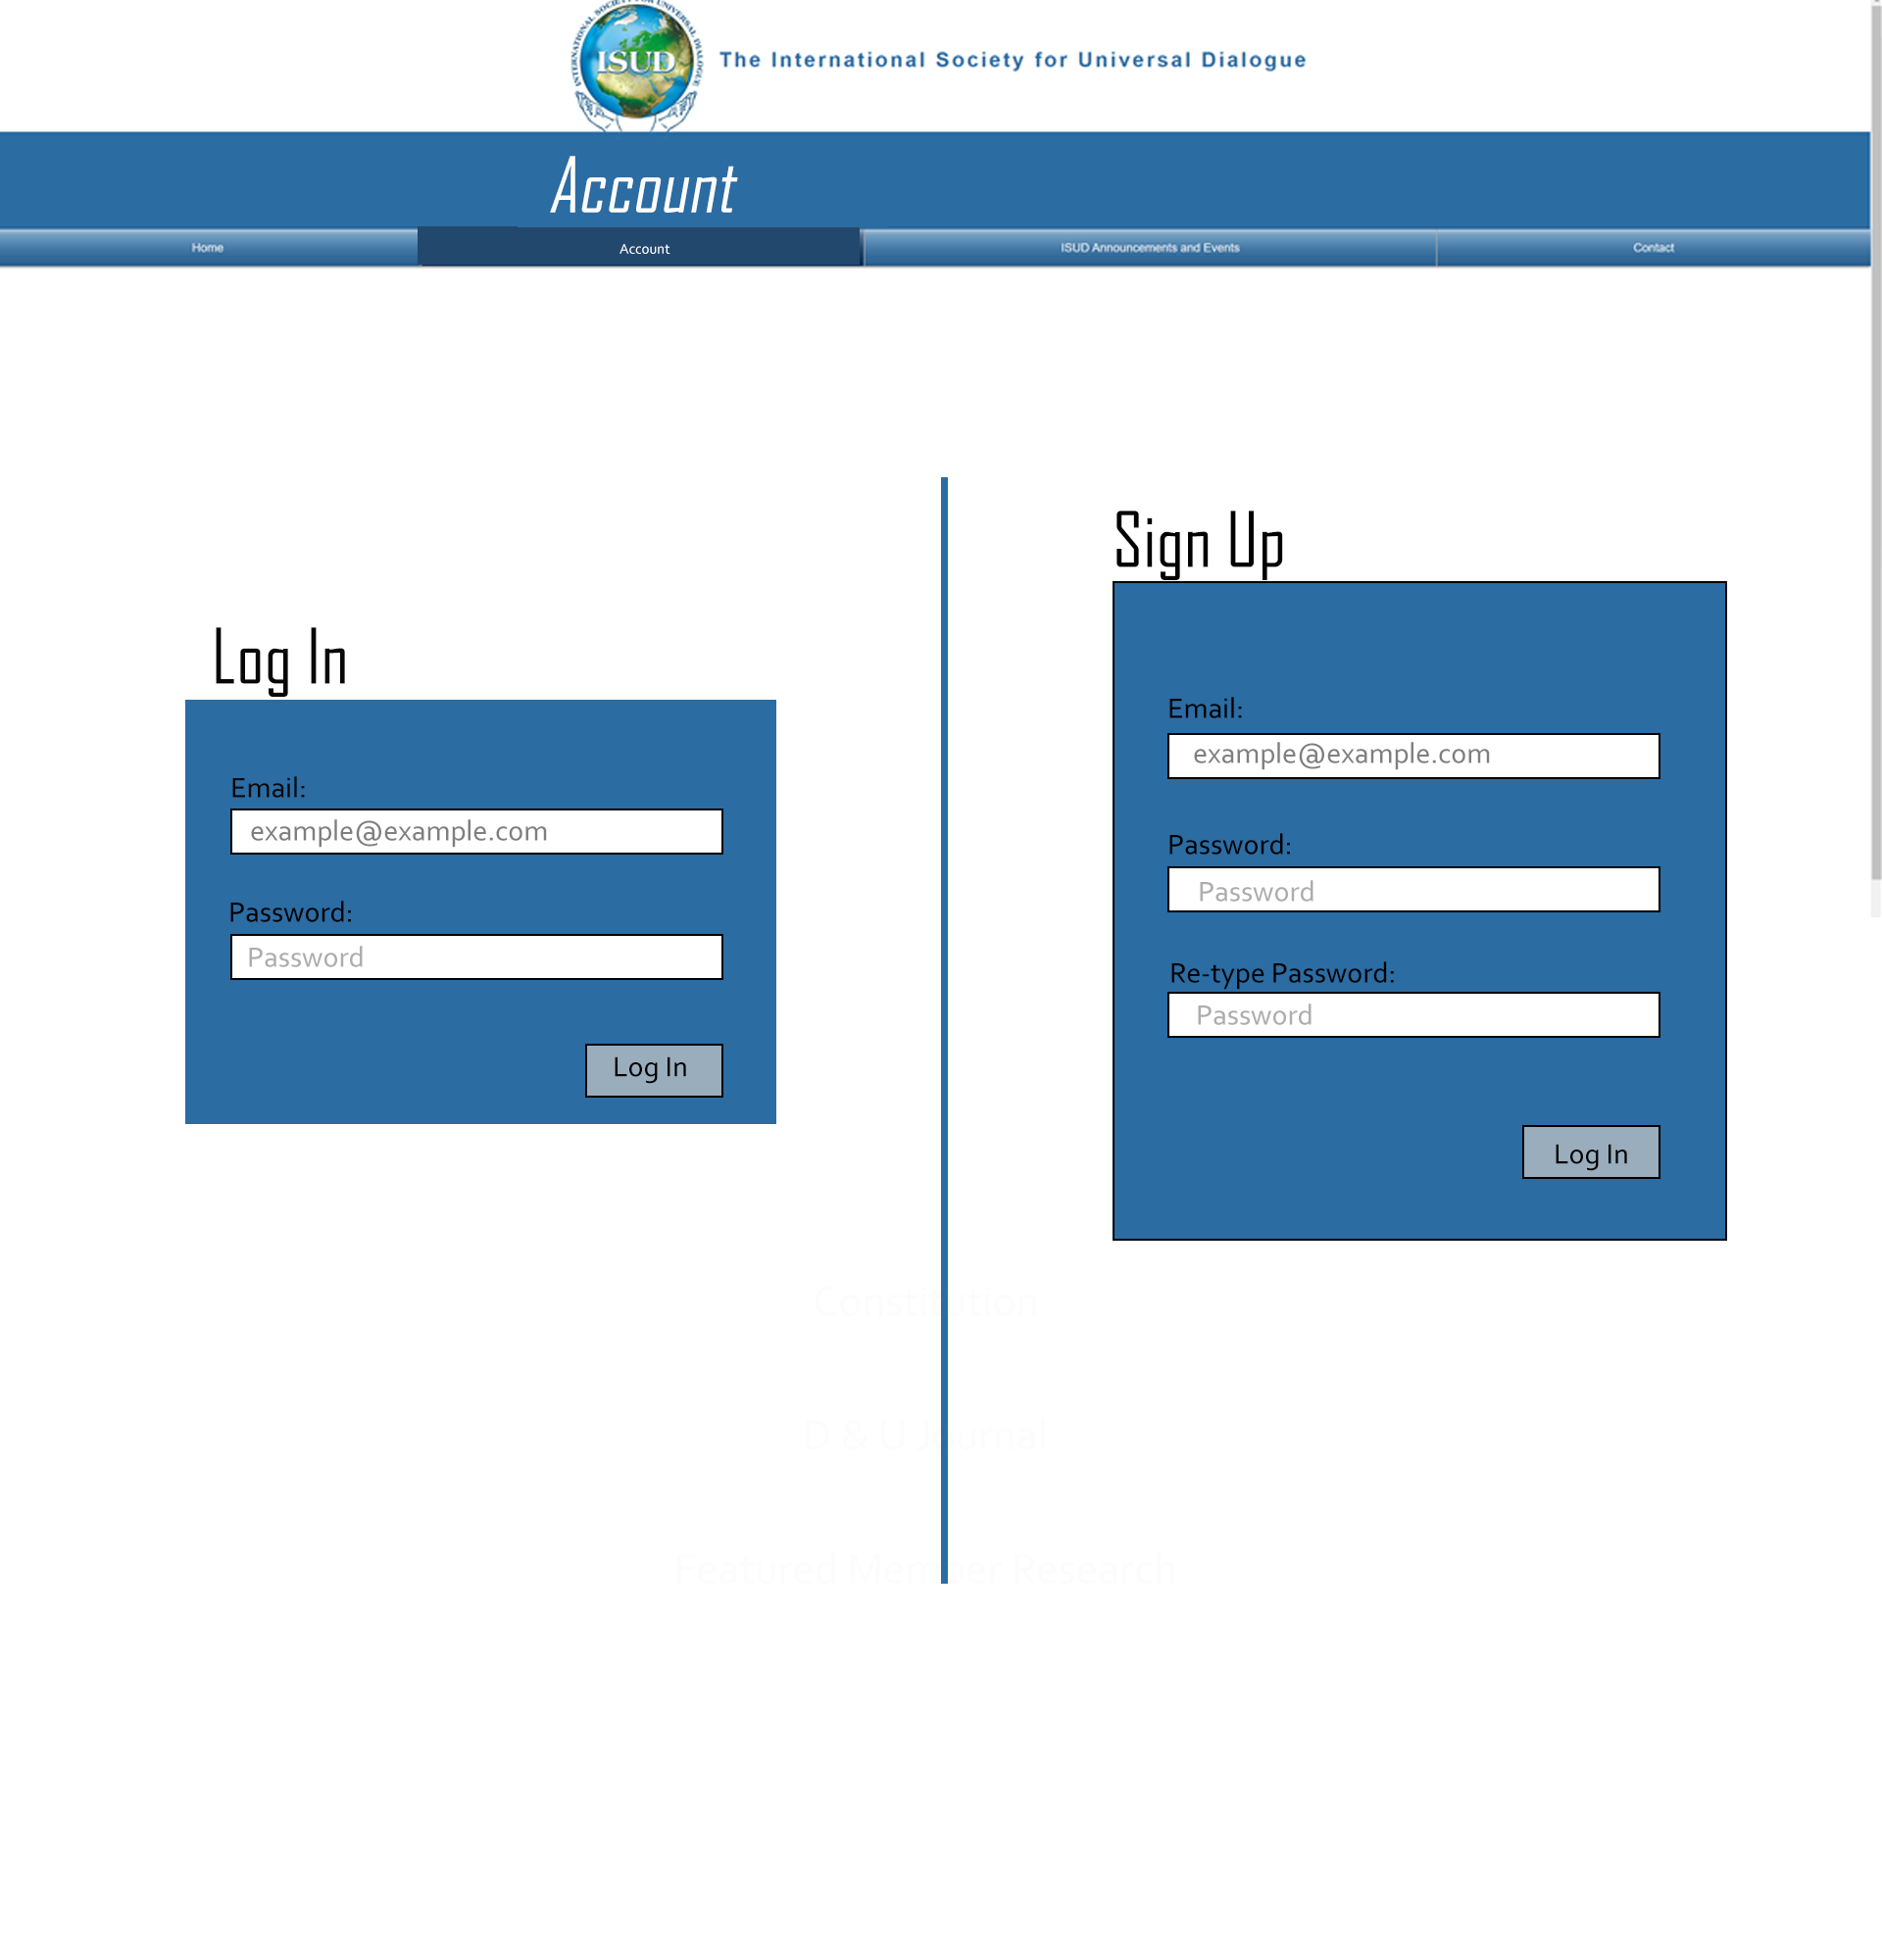 INTERNATIONAL SOCIETY FOR UNIVERSAL DIALOGUE
ISUD
The International Society for Universal Dialogue
Account
Home
Account
ISUD Announcements and Events
Contact
Log In
Email:
example@example.com
Password:
Password
Log In
Sign Up
Email:
example@example.com
Password:
Password
Re-type Password:
Password
Log In
Constitution
D & U Journal
Featured Member Research